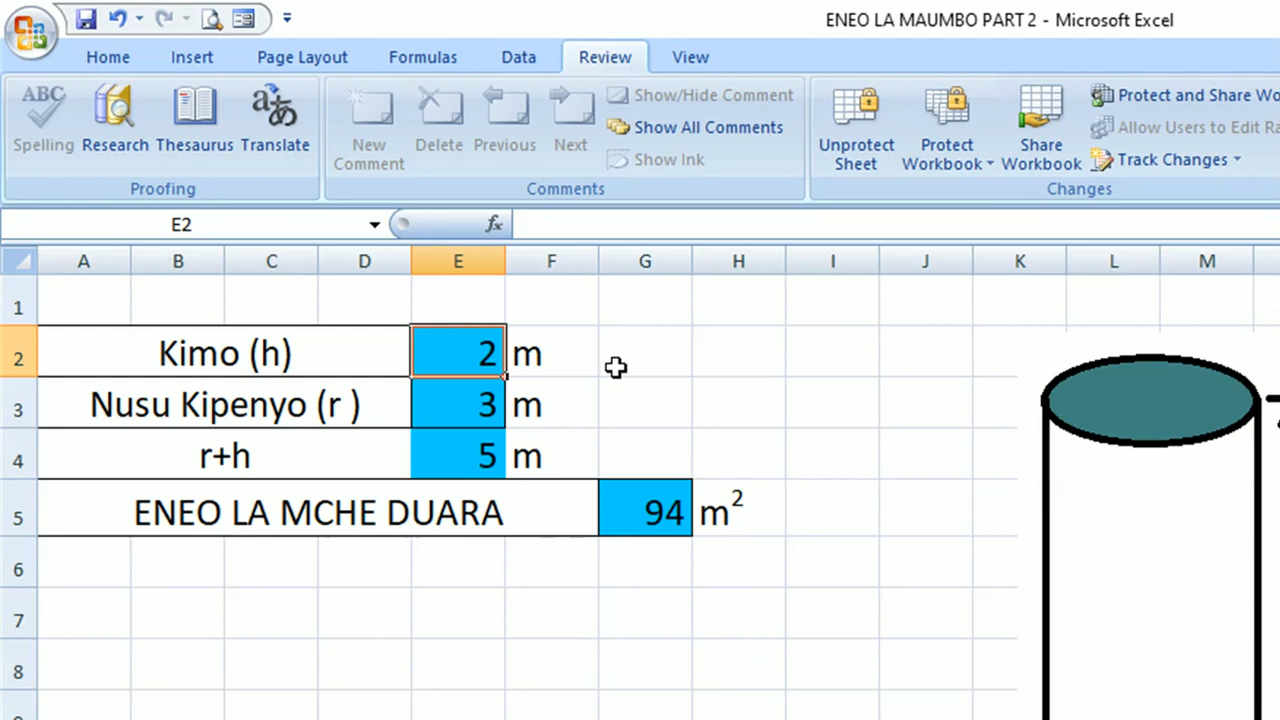 ENEO LA MAUMBO PART 2 - Microsoft Excel
Home Insert Page Layout Formulas Data Review View
ABC
Spelling Research Thesaurus Translate
Proofing
New Comment Delete Previous Next
Show/Hide Comment
Show All Comments
Show Ink
Comments
Unprotect Sheet Protect Workbook Share Workbook
Protect and Share Wo
Allow Users to Edit Ra
Track Changes
Changes
E2 fx
A B C D E F G H I J K L M
1
2 Kimo (h) 2 m
3 Nusu Kipenyo (r ) 3 m
4 r+h 5 m
5 ENEO LA MCHE DUARA 94 m2
6
7
8